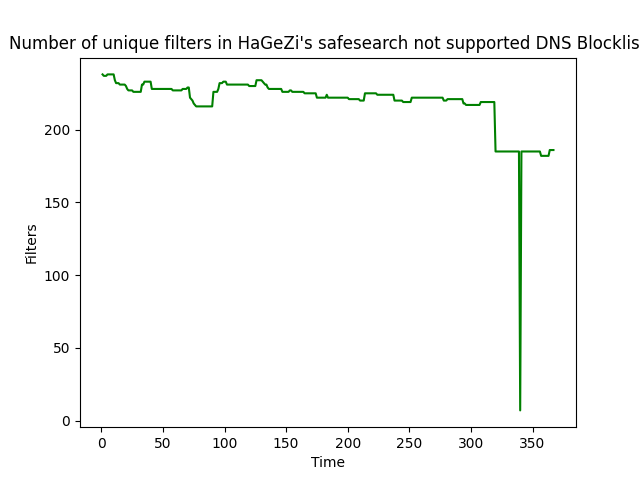 Number of unique filters in HaGeZi's safesearch not supported DNS Blocklis
Filters
200
150
100
50
0
0 50 100 150 200 250 300 350
Time